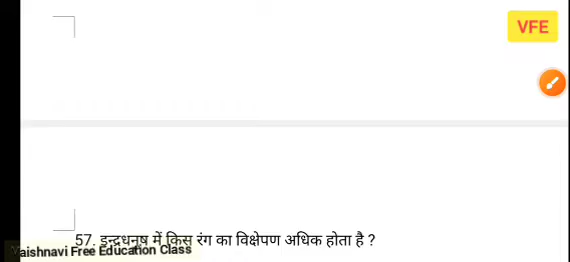 VFE
57. इन्द्रधनुष में किस रंग का विक्षेपण अधिक होता है ?
Vaishnavi Free Education Class